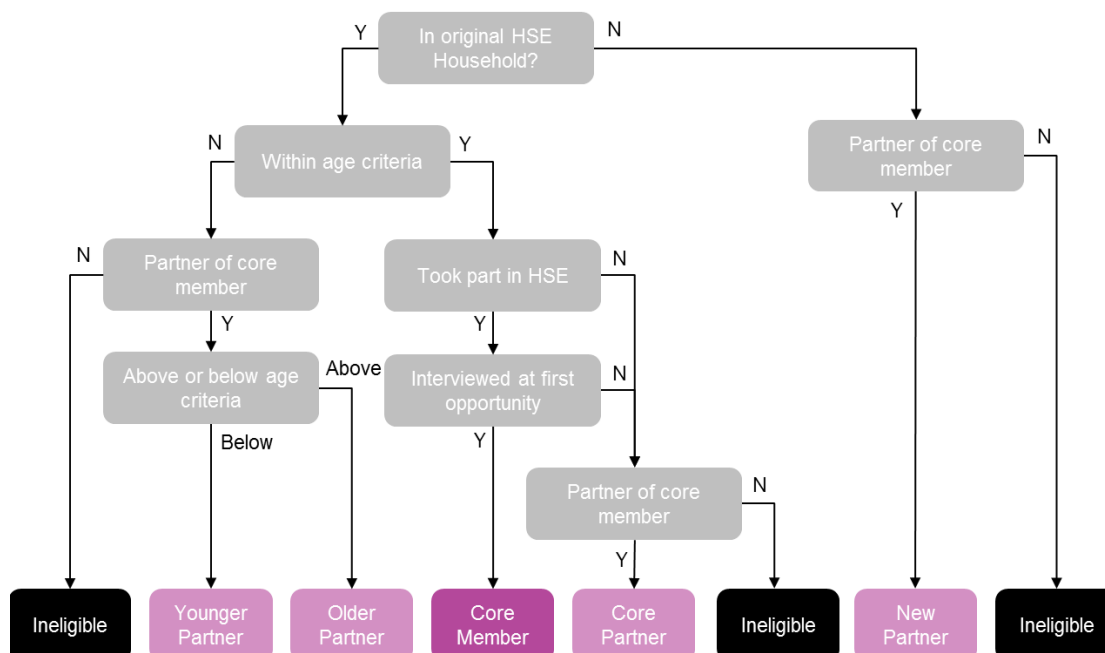 Y
In original HSE
Household?
N
N
Within age criteria
Y
Partner of core
member
N
Y
N
Partner of core
member
Y
Took part in HSE
N
Y
Above or below age
criteria
Above
Below
Interviewed at first
opportunity
N
Y
Partner of core
member
N
Y
Ineligible
Younger
Partner
Older
Partner
Core
Member
Core
Partner
Ineligible
New
Partner
Ineligible